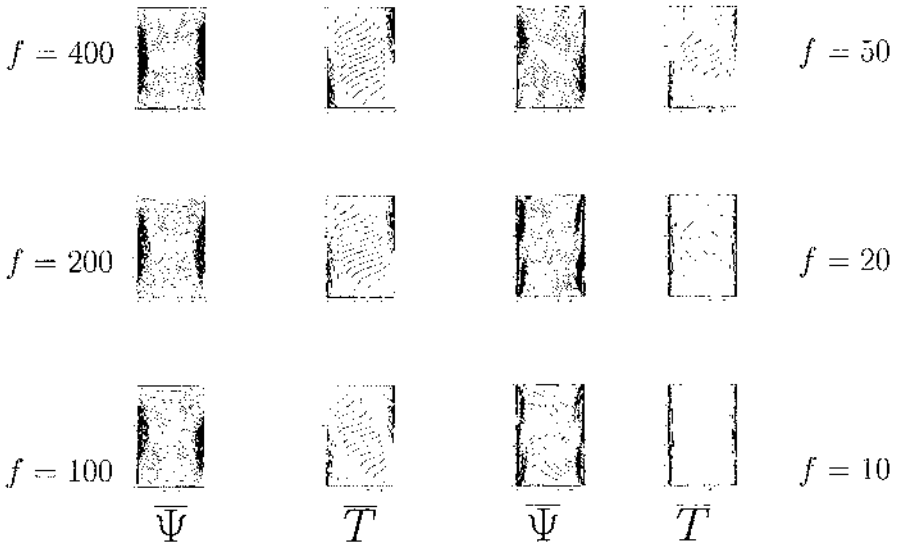 f = 400
f = 50
f = 200
f = 20
f = 100
f = 10
Ψ̅ T̅ Ψ̅ T̅